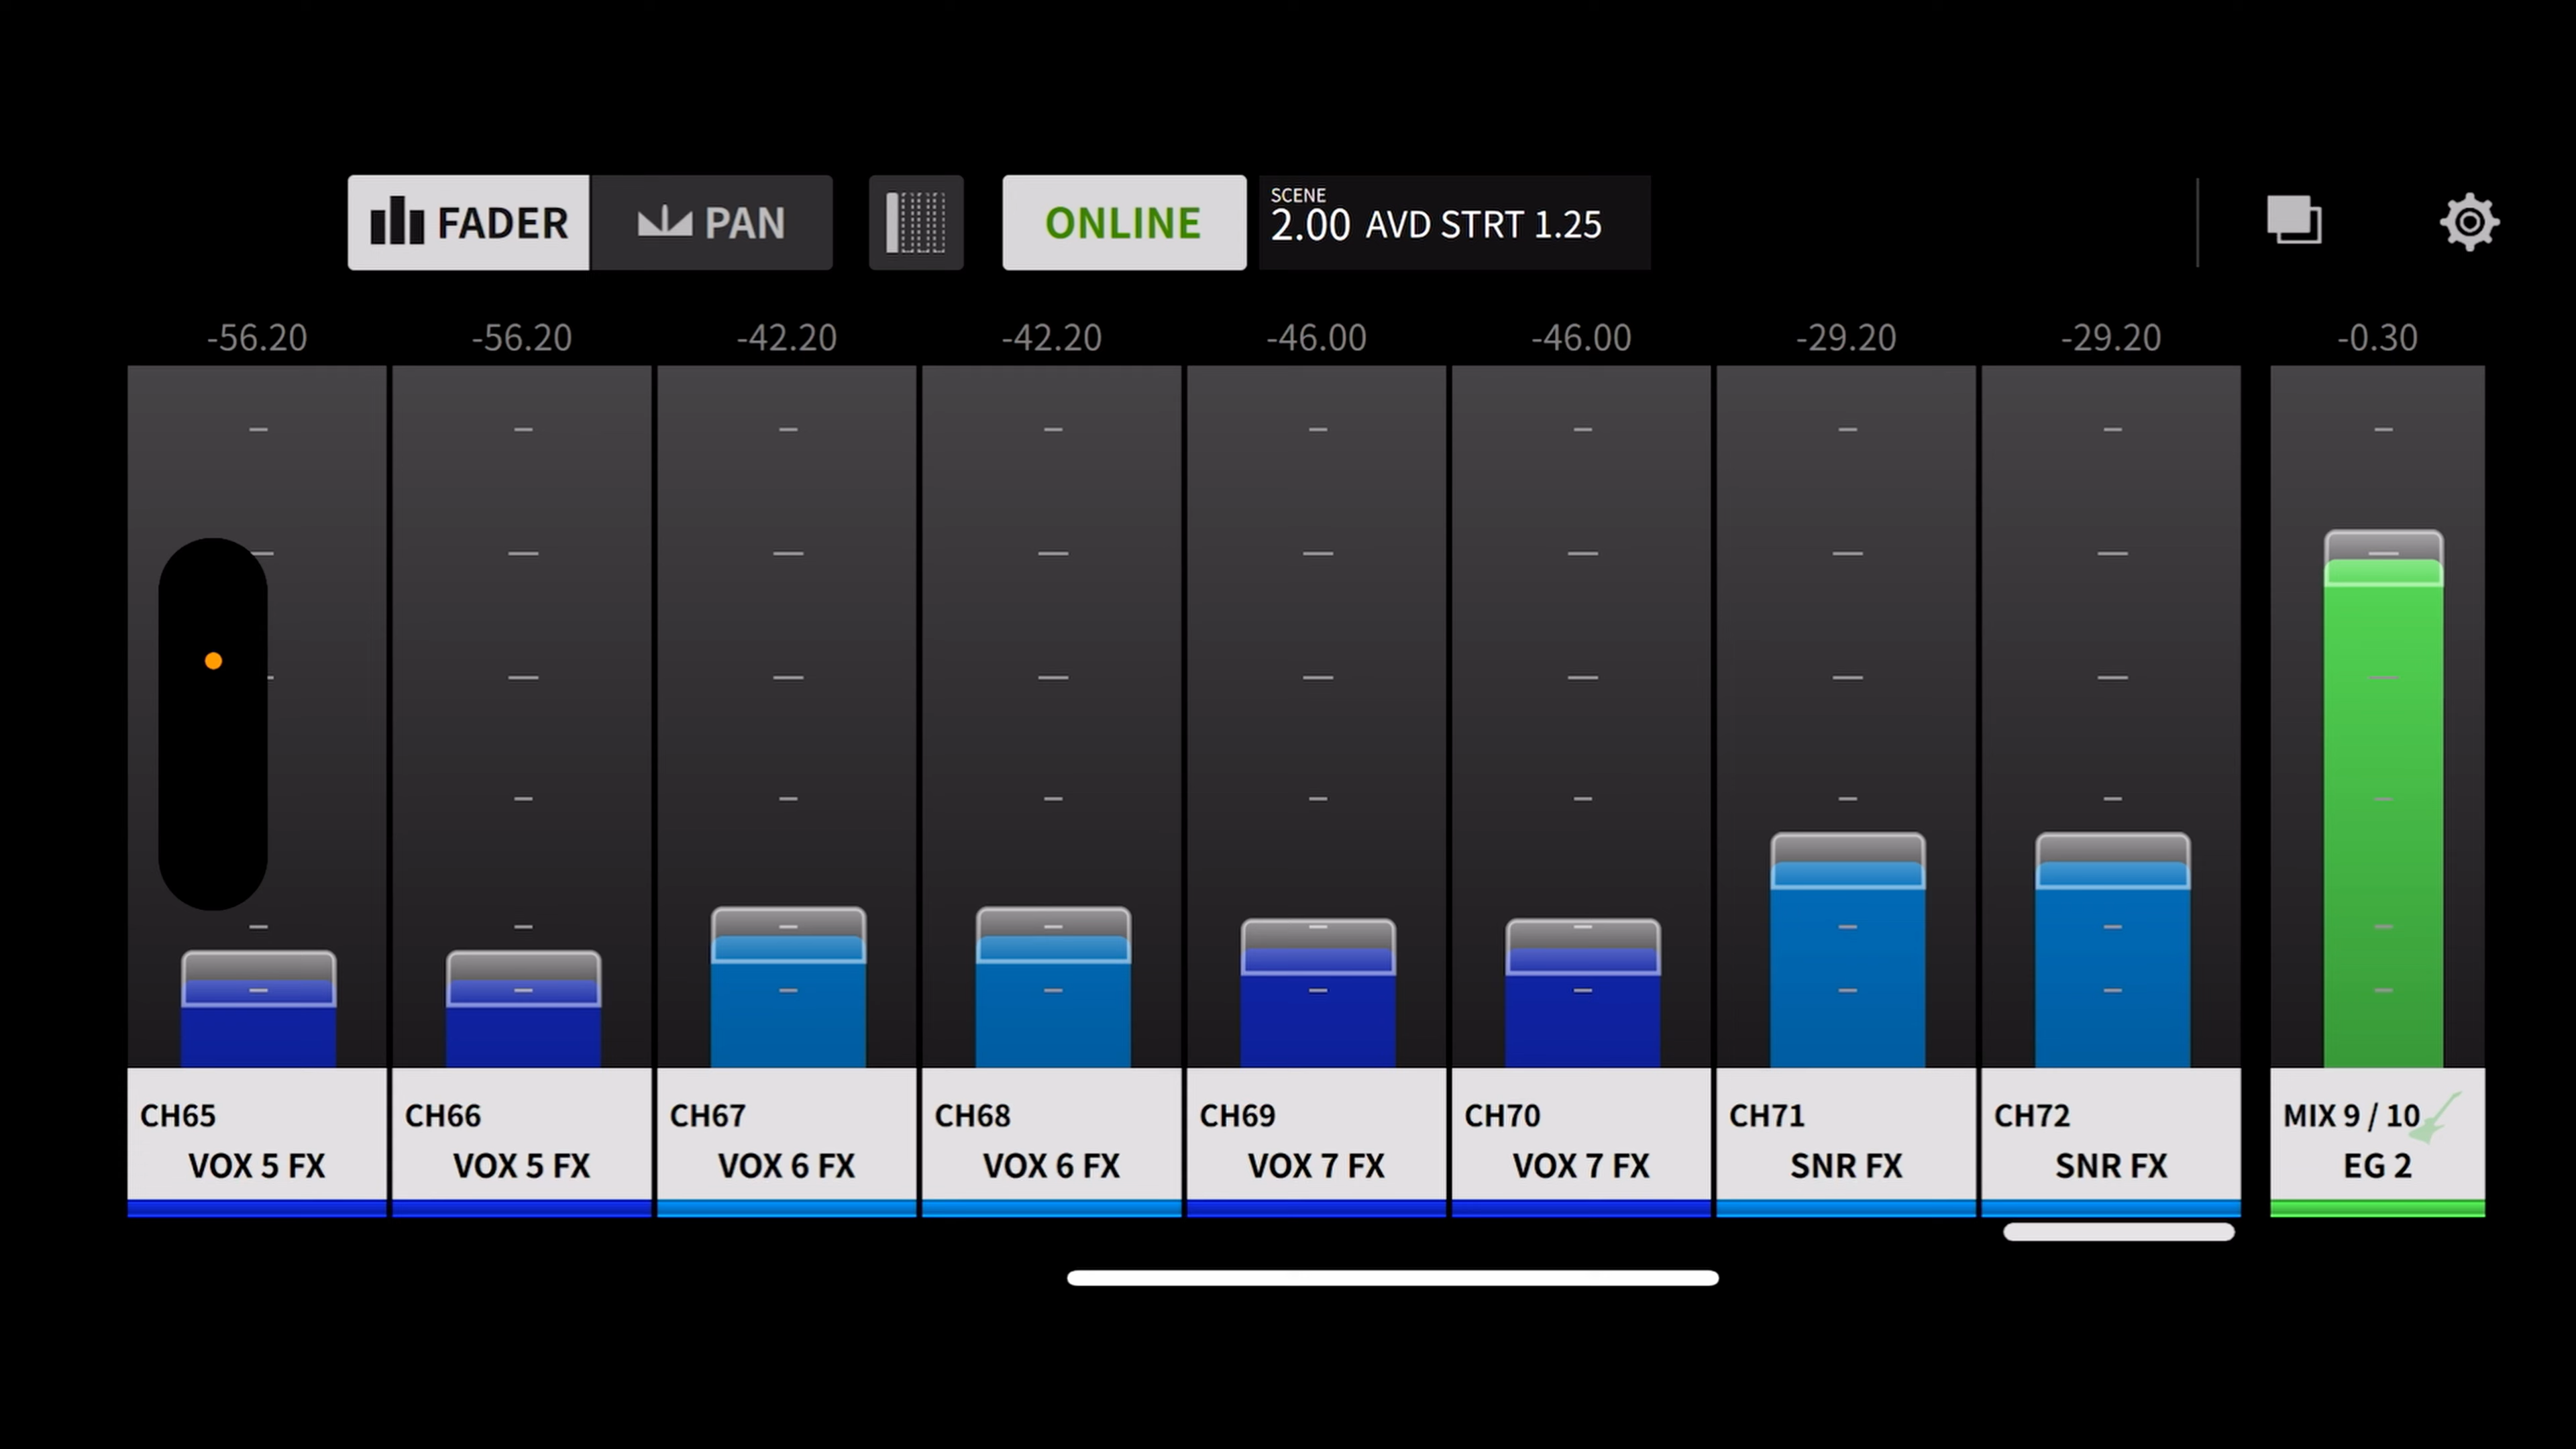 FADER
PAN
ONLINE
SCENE
2.00 AVD STRT 1.25
-56.20
-56.20
-42.20
-42.20
-46.00
-46.00
-29.20
-29.20
-0.30
CH65
VOX 5 FX
CH66
VOX 5 FX
CH67
VOX 6 FX
CH68
VOX 6 FX
CH69
VOX 7 FX
CH70
VOX 7 FX
CH71
SNR FX
CH72
SNR FX
MIX 9 / 10
EG 2